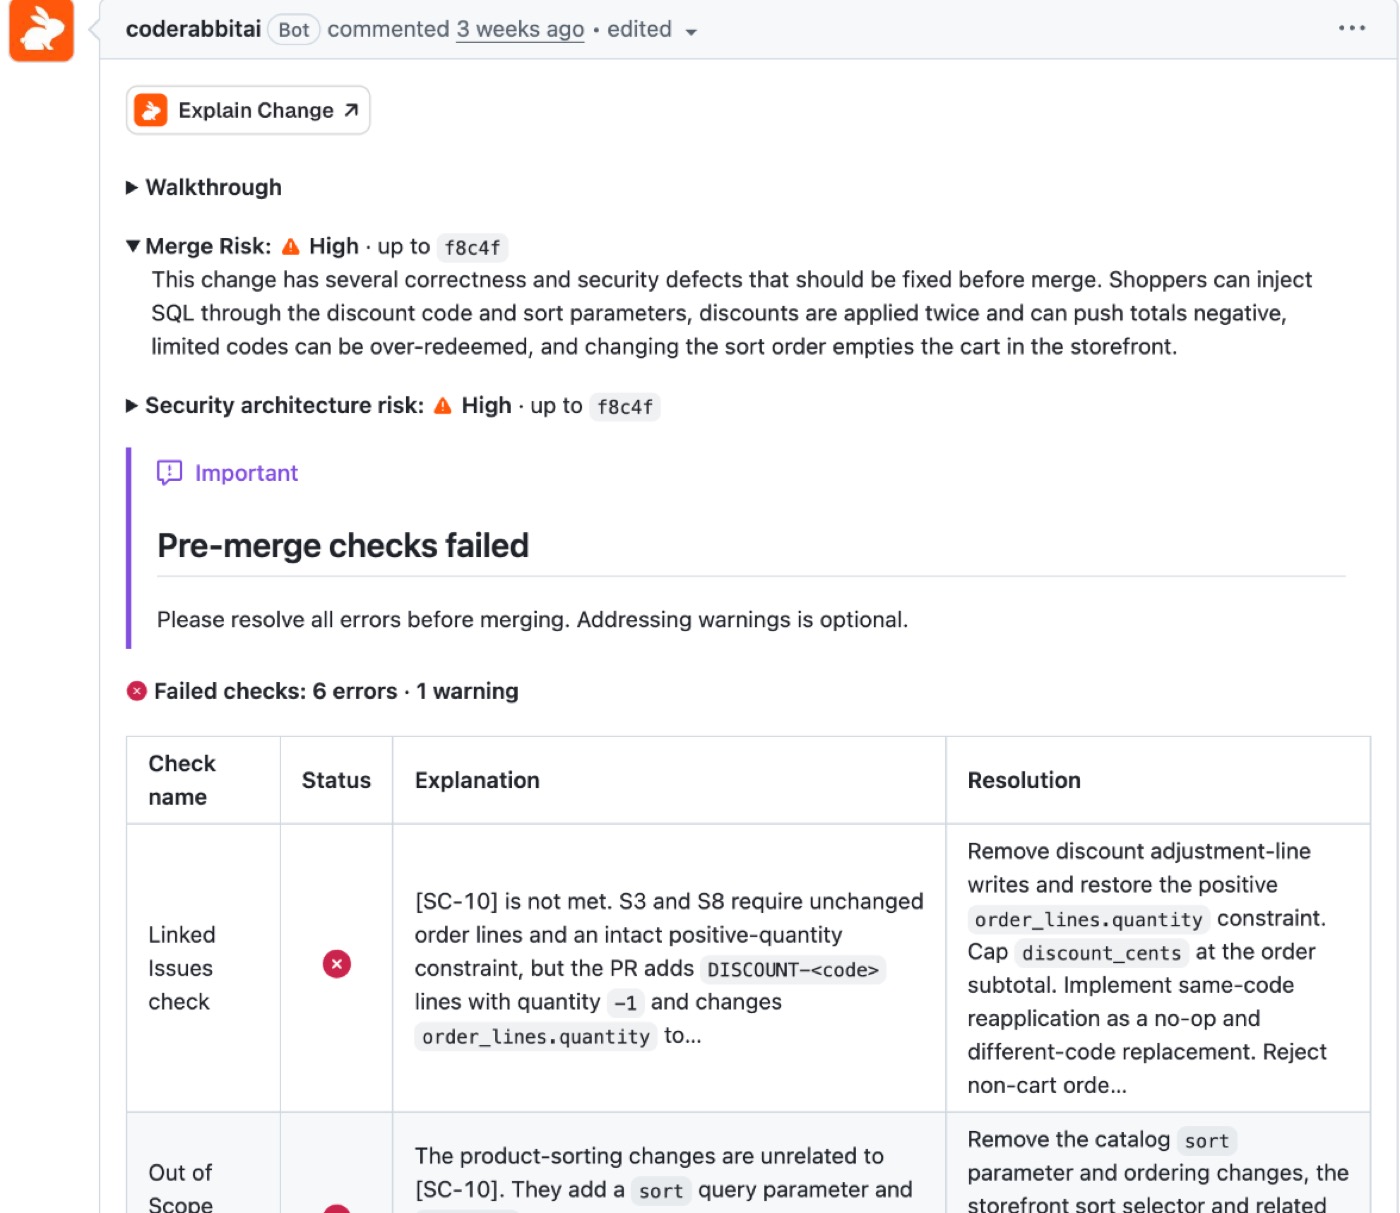 coderabbitai Bot commented 3 weeks ago • edited
Explain Change ↗
Walkthrough
Merge Risk: High · up to f8c4f
This change has several correctness and security defects that should be fixed before merge. Shoppers can inject
SQL through the discount code and sort parameters, discounts are applied twice and can push totals negative,
limited codes can be over-redeemed, and changing the sort order empties the cart in the storefront.
Security architecture risk: High · up to f8c4f
Important
Pre-merge checks failed
Please resolve all errors before merging. Addressing warnings is optional.
Failed checks: 6 errors · 1 warning
Check
name
Status
Explanation
Resolution
Linked
Issues
check
[SC-10] is not met. S3 and S8 require unchanged
order lines and an intact positive-quantity
constraint, but the PR adds DISCOUNT-<code>
lines with quantity -1 and changes
order_lines.quantity to...
Remove discount adjustment-line
writes and restore the positive
order_lines.quantity constraint.
Cap discount_cents at the order
subtotal. Implement same-code
reapplication as a no-op and
different-code replacement. Reject
non-cart orde...
Out of
Scope
The product-sorting changes are unrelated to
[SC-10]. They add a sort query parameter and
Remove the catalog sort
parameter and ordering changes, the
storefront sort selector and related